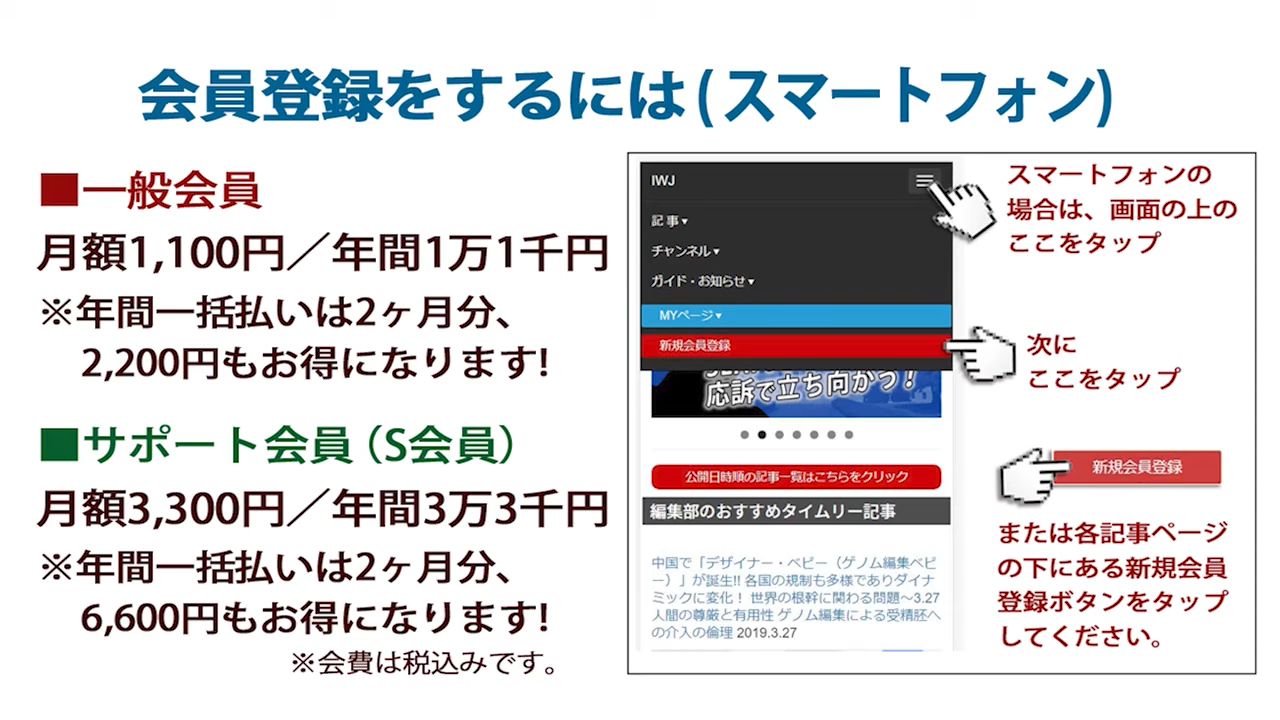 会員登録をするには(スマートフォン)
■一般会員
月額1,100円／年間1万1千円
※年間一括払いは2ヶ月分、
2,200円もお得になります!
■サポート会員（S会員）
月額3,300円／年間3万3千円
※年間一括払いは2ヶ月分、
6,600円もお得になります!
※会費は税込みです。
IWJ
記事▾
チャンネル▾
ガイド・お知らせ▾
MYページ▾
新規会員登録
応訴で立ち向かう！
公開日時順の記事一覧はこちらをクリック
編集部のおすすめタイムリー記事
中国で「デザイナー・ベビー（ゲノム編集ベビ
ー）」が誕生!! 各国の規制も多様でありダイナ
ミックに変化！ 世界の根幹に関わる問題～3.27
人間の尊厳と有用性 ゲノム編集による受精胚へ
の介入の倫理 2019.3.27
スマートフォンの
場合は、画面の上の
ここをタップ
次に
ここをタップ
新規会員登録
または各記事ページ
の下にある新規会員
登録ボタンをタップ
してください。